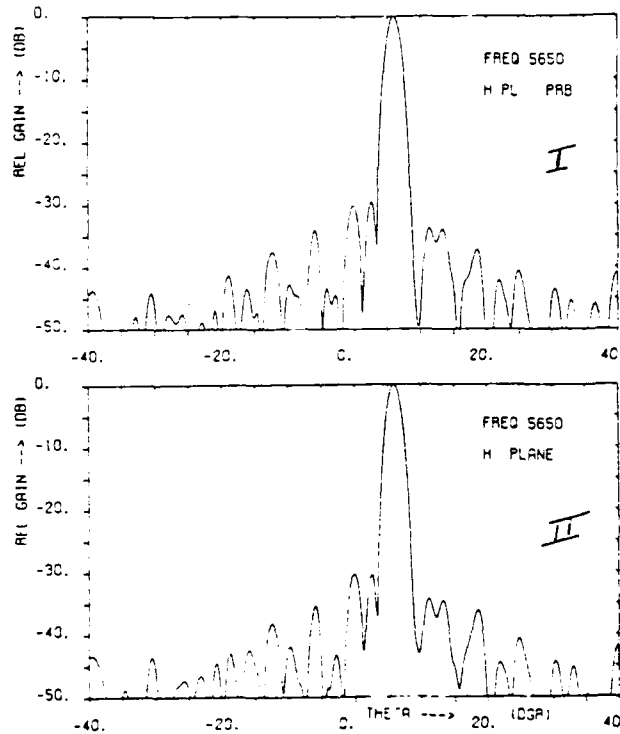 0.
FREQ 5650
H PL PRB
I
REL GAIN --> (DB)
-10.
-20.
-30.
-40.
-50.
-40. -20. 0. 20. 40
0.
FREQ 5650
H PLANE
II
REL GAIN --> (DB)
-10.
-20.
-30.
-40.
-50.
THETA ---> (DGR)
-40. -20. 0. 20. 40